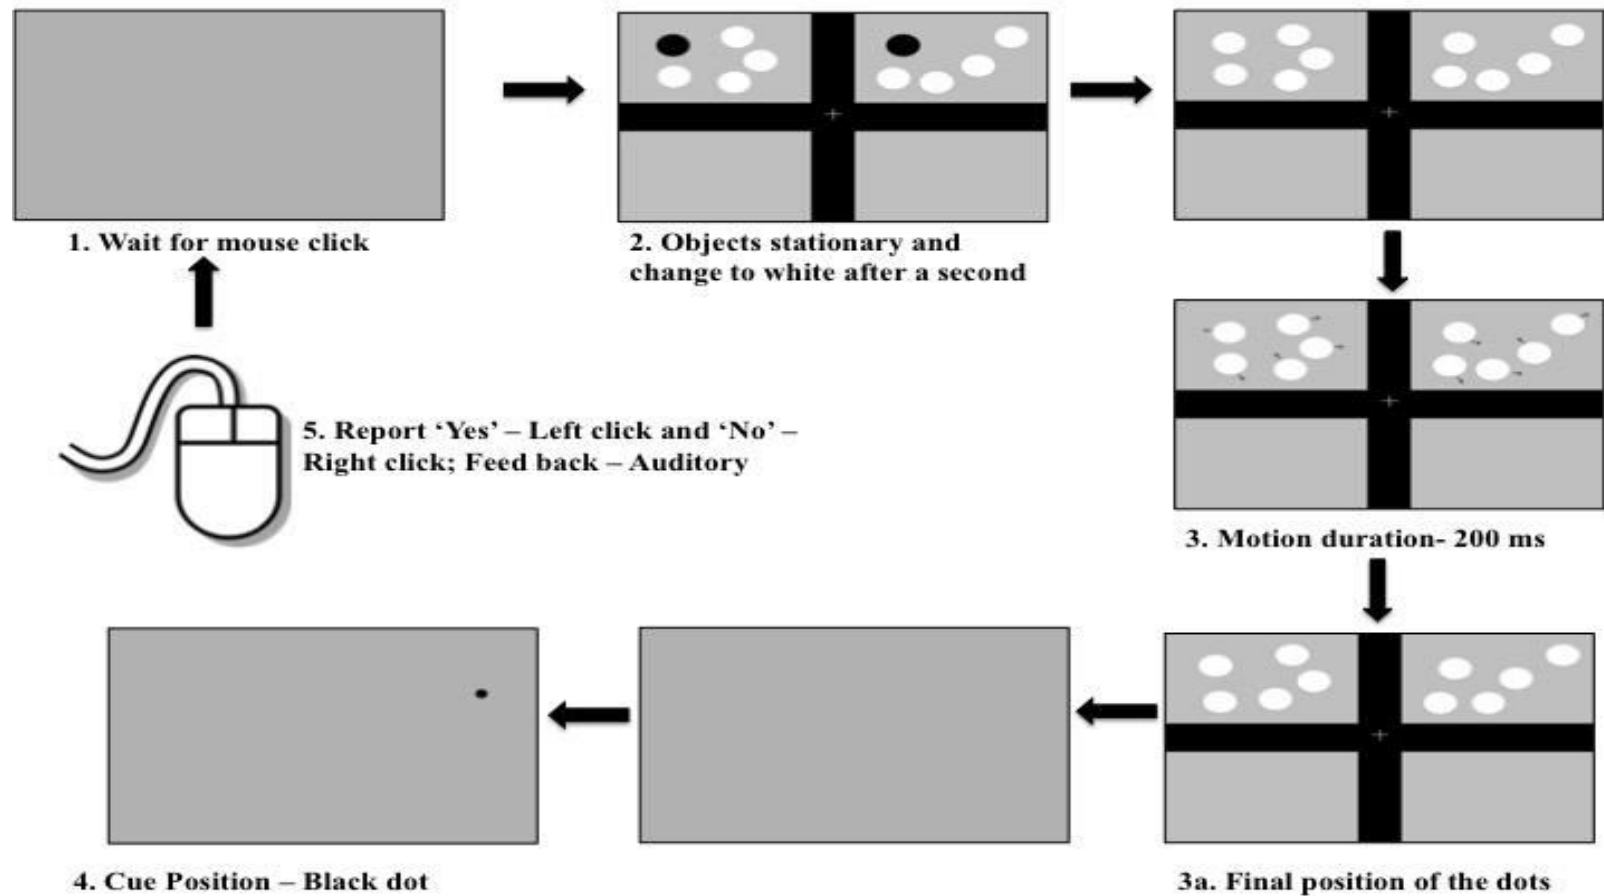 1. Wait for mouse click
2. Objects stationary and
change to white after a second
3. Motion duration- 200 ms
3a. Final position of the dots
4. Cue Position – Black dot
5. Report ‘Yes’ – Left click and ‘No’ –
Right click; Feed back – Auditory